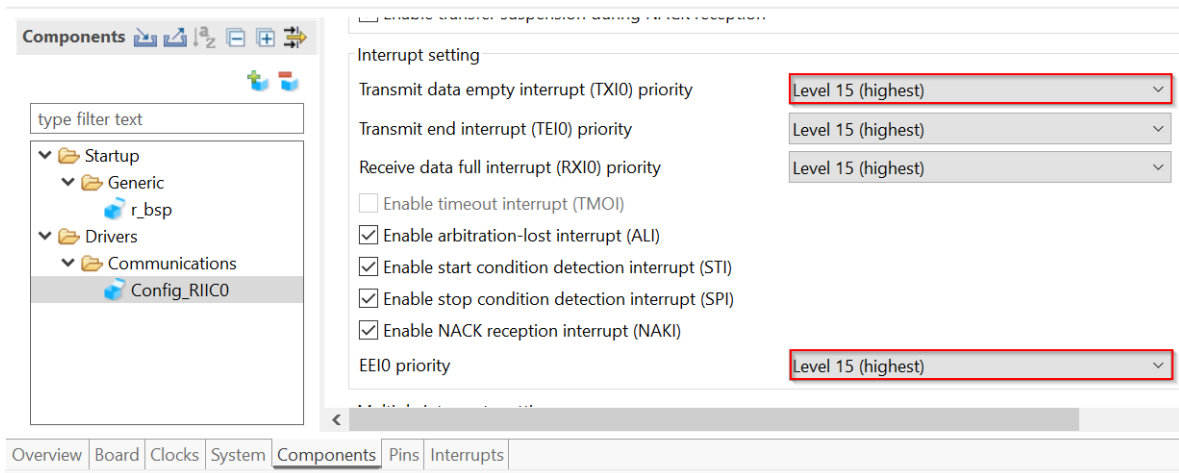 Components
type filter text
Startup
Generic
r_bsp
Drivers
Communications
Config_RIIC0
Interrupt setting
Transmit data empty interrupt (TXI0) priority Level 15 (highest)
Transmit end interrupt (TEI0) priority Level 15 (highest)
Receive data full interrupt (RXI0) priority Level 15 (highest)
Enable timeout interrupt (TMOI)
Enable arbitration-lost interrupt (ALI)
Enable start condition detection interrupt (STI)
Enable stop condition detection interrupt (SPI)
Enable NACK reception interrupt (NAKI)
EEI0 priority Level 15 (highest)
Overview Board Clocks System Components Pins Interrupts